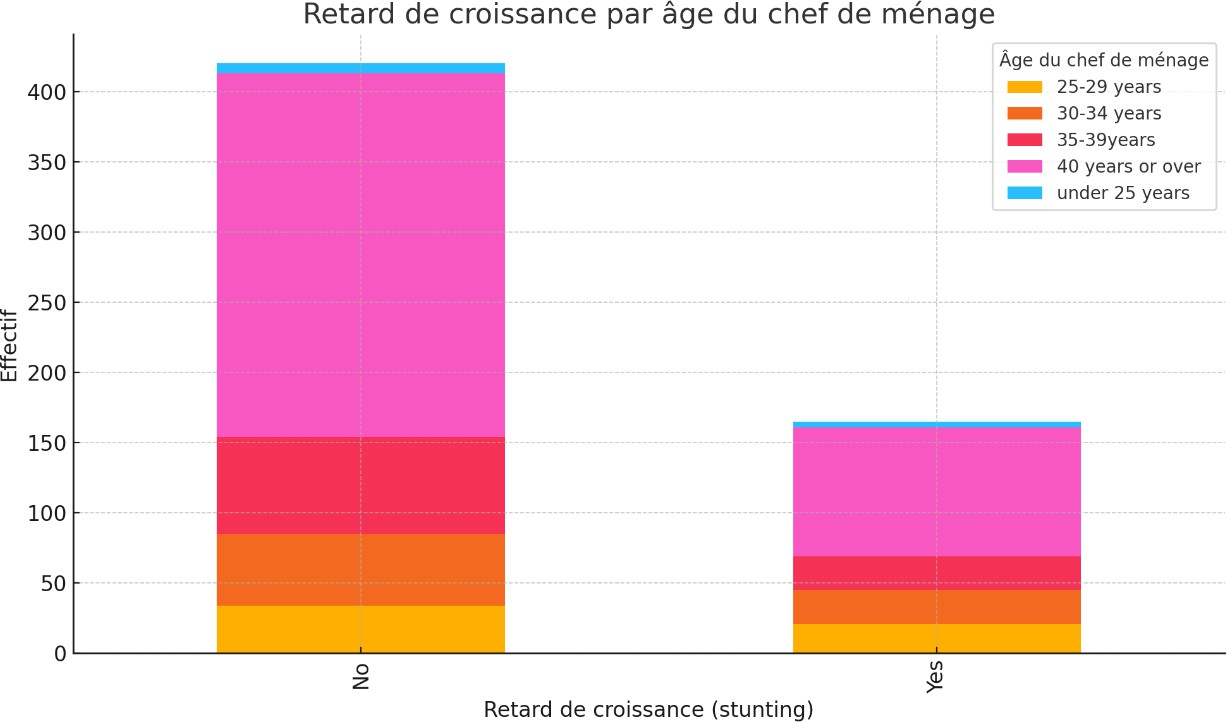 Retard de croissance par âge du chef de ménage
Âge du chef de ménage
25-29 years
30-34 years
35-39years
40 years or over
under 25 years
400
350
300
250
200
150
100
50
0
Effectif
No
Yes
Retard de croissance (stunting)